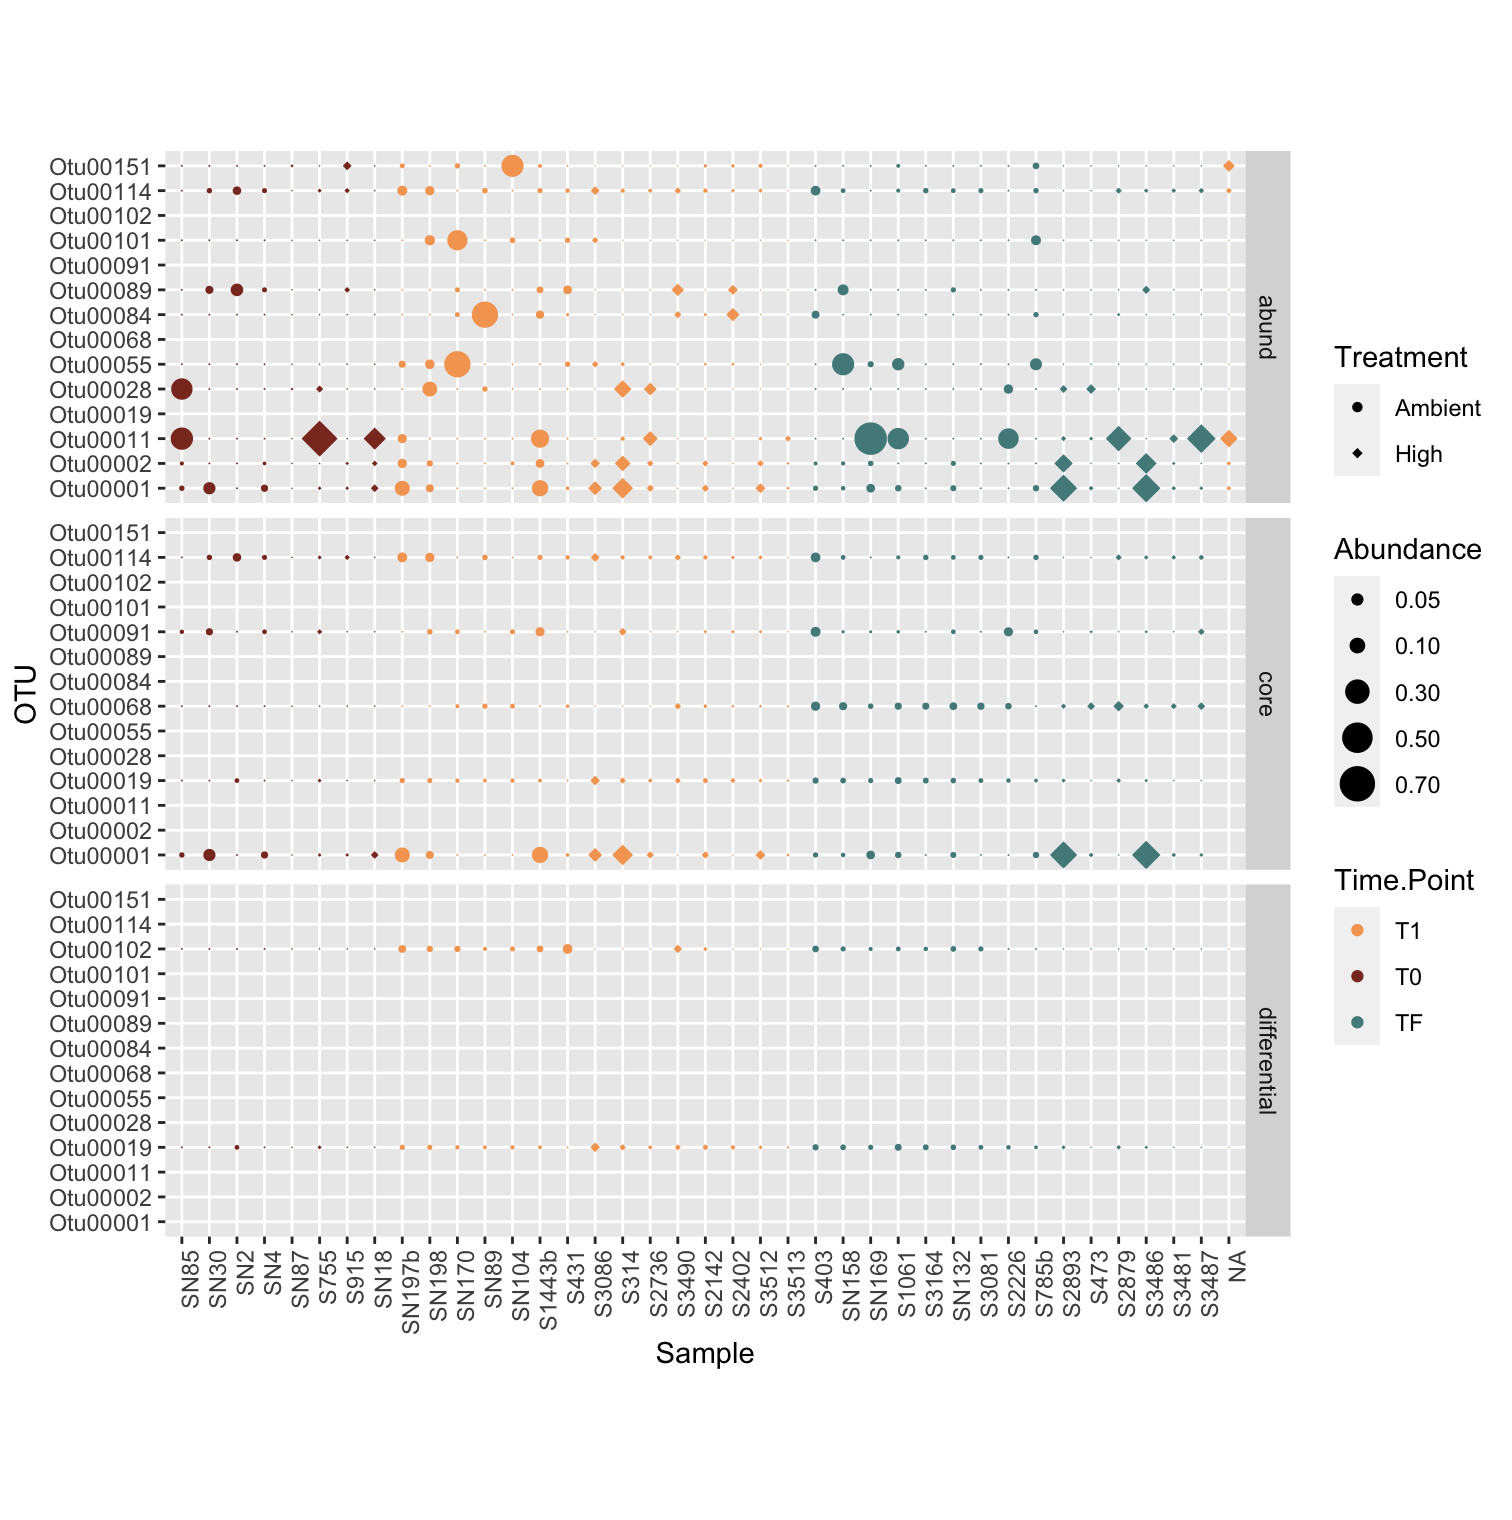 Otu00151
Otu00114
Otu00102
Otu00101
Otu00091
Otu00089
Otu00084
Otu00068
Otu00055
Otu00028
Otu00019
Otu00011
Otu00002
Otu00001
abund
Otu00151
Otu00114
Otu00102
Otu00101
Otu00091
Otu00089
Otu00084
Otu00068
Otu00055
Otu00028
Otu00019
Otu00011
Otu00002
Otu00001
core
Otu00151
Otu00114
Otu00102
Otu00101
Otu00091
Otu00089
Otu00084
Otu00068
Otu00055
Otu00028
Otu00019
Otu00011
Otu00002
Otu00001
differential
OTU
SN85
SN30
SN2
SN4
SN87
S755
S915
SN18
SN197b
SN198
SN170
SN89
SN104
S1443b
S431
S3086
S314
S2736
S3490
S2142
S2402
S3512
S3513
S403
SN158
SN169
S1061
S3164
SN132
S3081
S2226
S785b
S2893
S473
S2879
S3486
S3481
S3487
NA
Sample
Treatment
Ambient
High
Abundance
0.05
0.10
0.30
0.50
0.70
Time.Point
T1
T0
TF